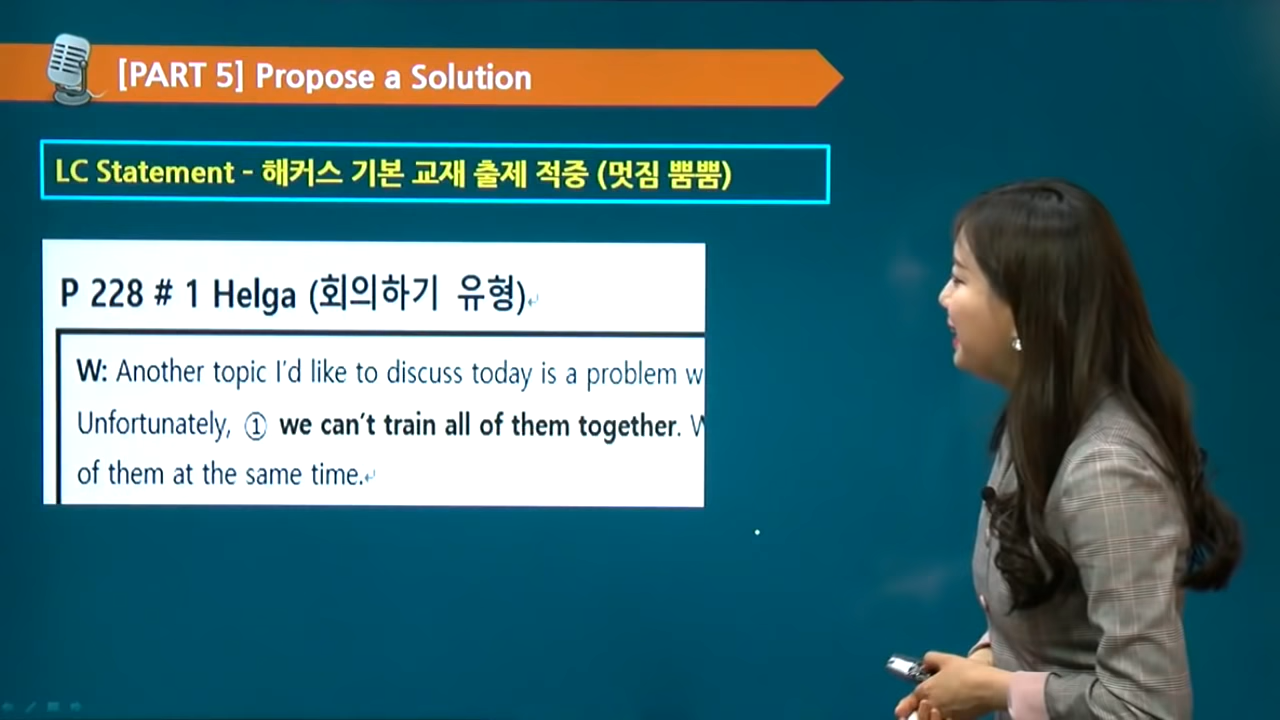 [PART 5] Propose a Solution
LC Statement - 해커스 기본 교재 출제 적중 (멋짐 뿜뿜)
P 228 # 1 Helga (회의하기 유형)
W: Another topic I'd like to discuss today is a problem w
Unfortunately, ① we can't train all of them together. W
of them at the same time.